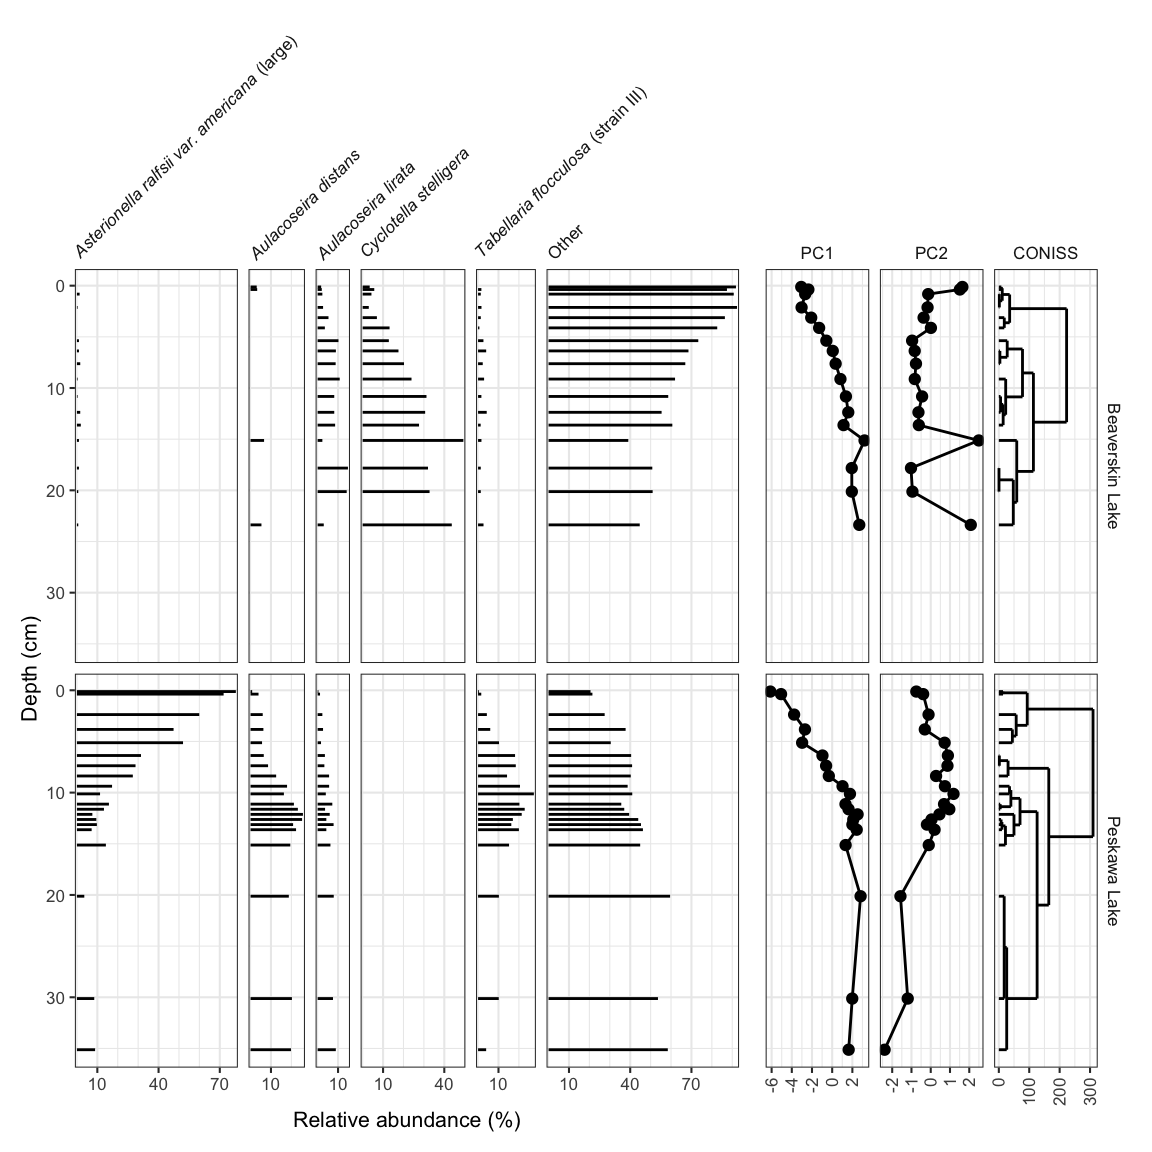 Asterionella ralfsii var. americana (large)
Aulacoseira distans
Aulacoseira lirata
Cyclotella stelligera
Tabellaria flocculosa (strain III)
Other
PC1
PC2
CONISS
0
10
20
30
Beaverskin Lake
Depth (cm)
0
10
20
30
Peskawa Lake
10 40 70
10
10
10 40
10
10 40 70
-6 -4 -2 0 2
-2 -1 0 1 2
0 100 200 300
Relative abundance (%)